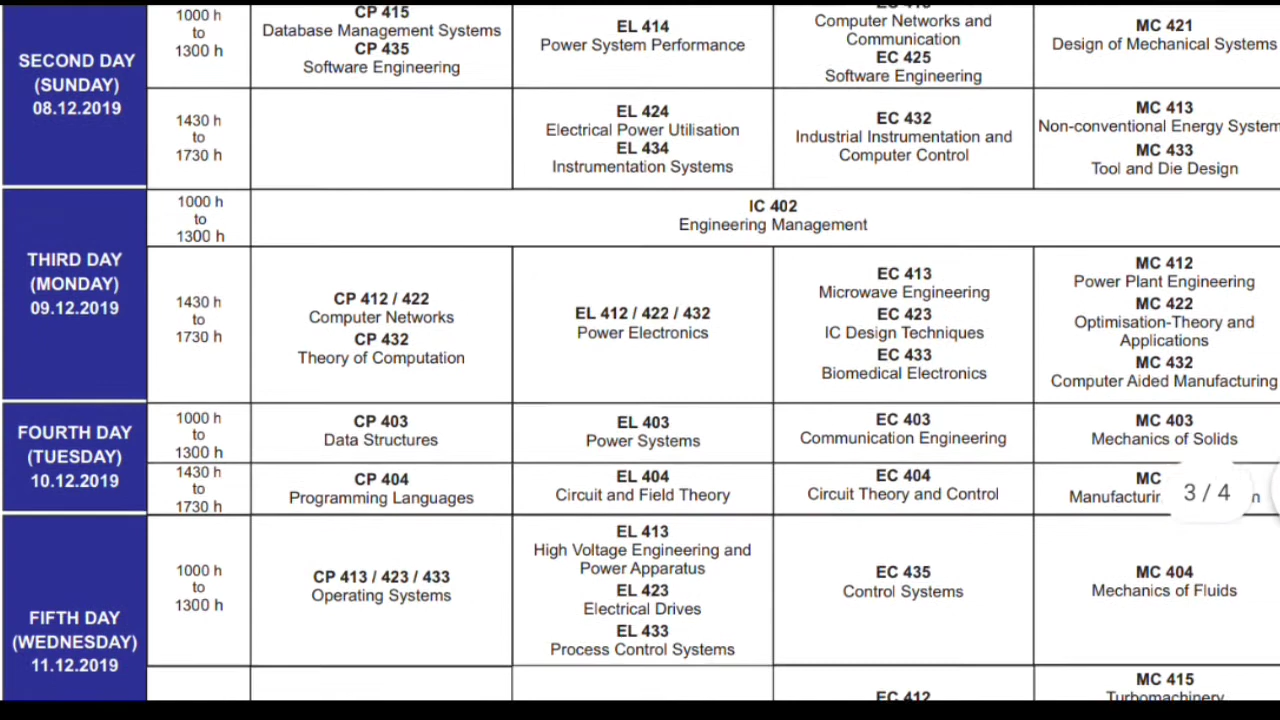 SECOND DAY
(SUNDAY)
08.12.2019
1000 h
to
1300 h
CP 415
Database Management Systems
CP 435
Software Engineering
EL 414
Power System Performance
Computer Networks and
Communication
EC 425
Software Engineering
MC 421
Design of Mechanical Systems
1430 h
to
1730 h
EL 424
Electrical Power Utilisation
EL 434
Instrumentation Systems
EC 432
Industrial Instrumentation and
Computer Control
MC 413
Non-conventional Energy System
MC 433
Tool and Die Design
THIRD DAY
(MONDAY)
09.12.2019
1000 h
to
1300 h
IC 402
Engineering Management
1430 h
to
1730 h
CP 412 / 422
Computer Networks
CP 432
Theory of Computation
EL 412 / 422 / 432
Power Electronics
EC 413
Microwave Engineering
EC 423
IC Design Techniques
EC 433
Biomedical Electronics
MC 412
Power Plant Engineering
MC 422
Optimisation-Theory and
Applications
MC 432
Computer Aided Manufacturing
FOURTH DAY
(TUESDAY)
10.12.2019
1000 h
to
1300 h
CP 403
Data Structures
EL 403
Power Systems
EC 403
Communication Engineering
MC 403
Mechanics of Solids
1430 h
to
1730 h
CP 404
Programming Languages
EL 404
Circuit and Field Theory
EC 404
Circuit Theory and Control
MC
3 / 4
FIFTH DAY
(WEDNESDAY)
11.12.2019
1000 h
to
1300 h
CP 413 / 423 / 433
Operating Systems
EL 413
High Voltage Engineering and
Power Apparatus
EL 423
Electrical Drives
EL 433
Process Control Systems
EC 435
Control Systems
MC 404
Mechanics of Fluids
EC 412
MC 415
Turbomachinery